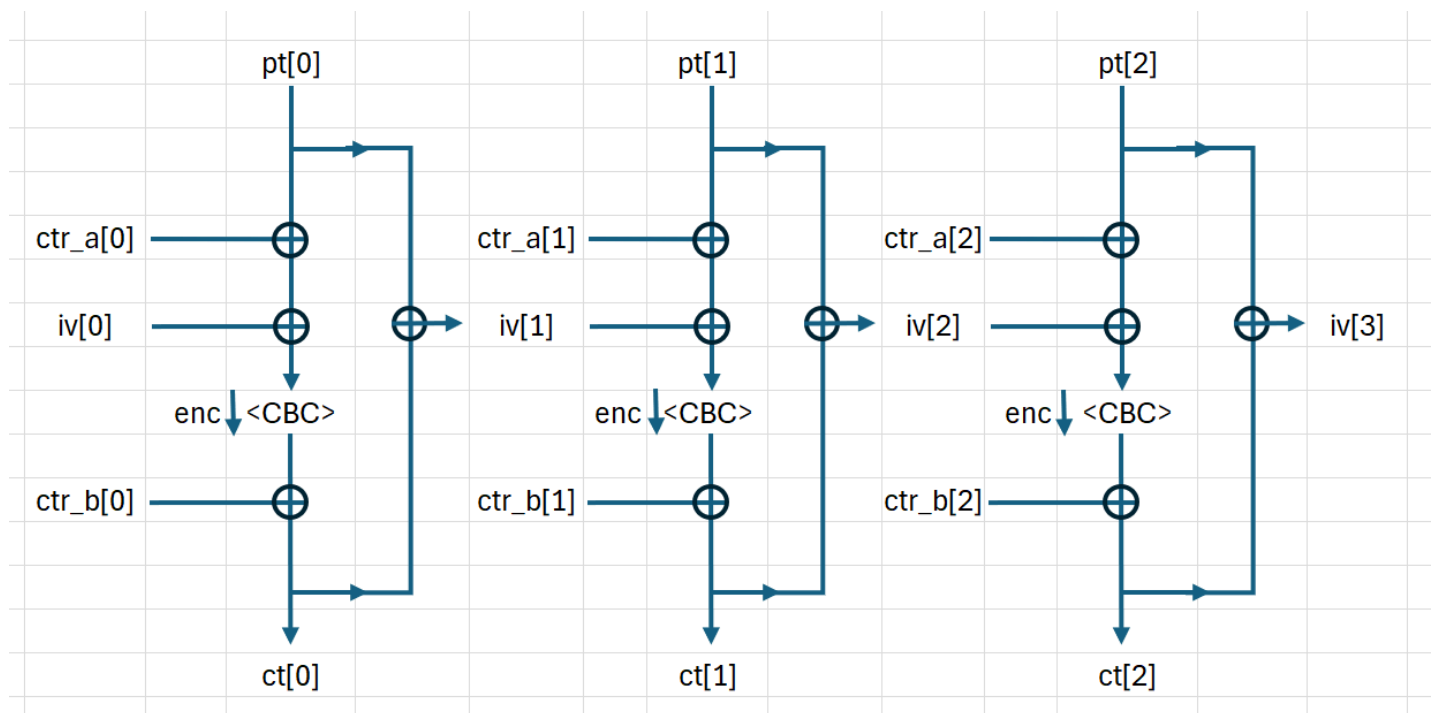 pt[0] pt[1] pt[2]
ctr_a[0] ctr_a[1] ctr_a[2]
iv[0] iv[1] iv[2] iv[3]
enc <CBC> enc <CBC> enc <CBC>
ctr_b[0] ctr_b[1] ctr_b[2]
ct[0] ct[1] ct[2]